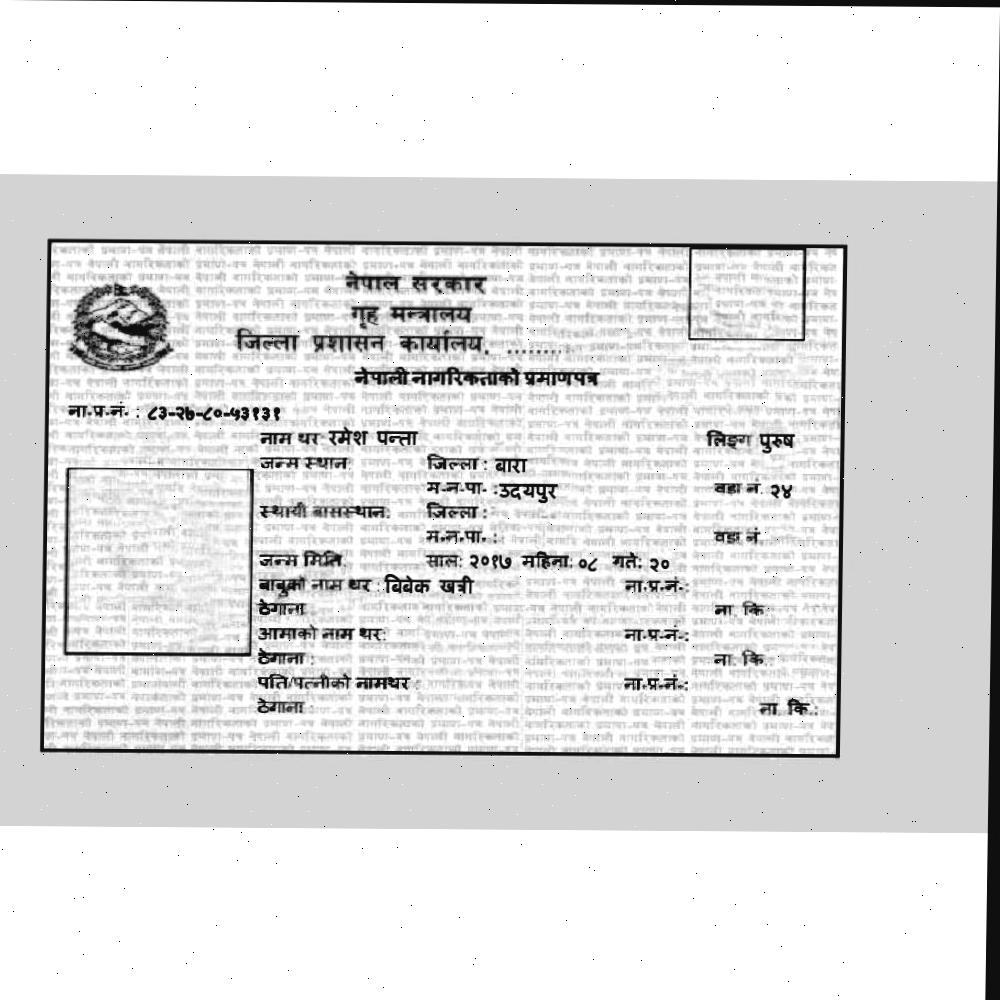 नेपाल सरकार
गृह मन्त्रालय
जिल्ला प्रशासन कार्यालय, ........
नेपाली नागरिकताको प्रमाणपत्र
ना.प्र.नं. : ८३-२७-८०-५३१३१
नाम थर रमेश पन्ता लिङ्ग पुरुष
जन्म स्थान: जिल्ला : बारा
म.न.पा. :उदयपुर वडा नं. २४
स्थायी बासस्थान: जिल्ला :
म.न.पा. : वडा नं.
जन्म मिति साल: २०१७ महिना: ०८ गते: २०
बाबुको नाम थर : बिवेक खत्री ना.प्र.नं.:
ठेगाना ना. कि.:
आमाको नाम थर: ना.प्र.नं.:
ठेगाना : ना. कि.:
पति/पत्नीको नामथर : ना.प्र.नं.:
ठेगाना : ना. कि.: